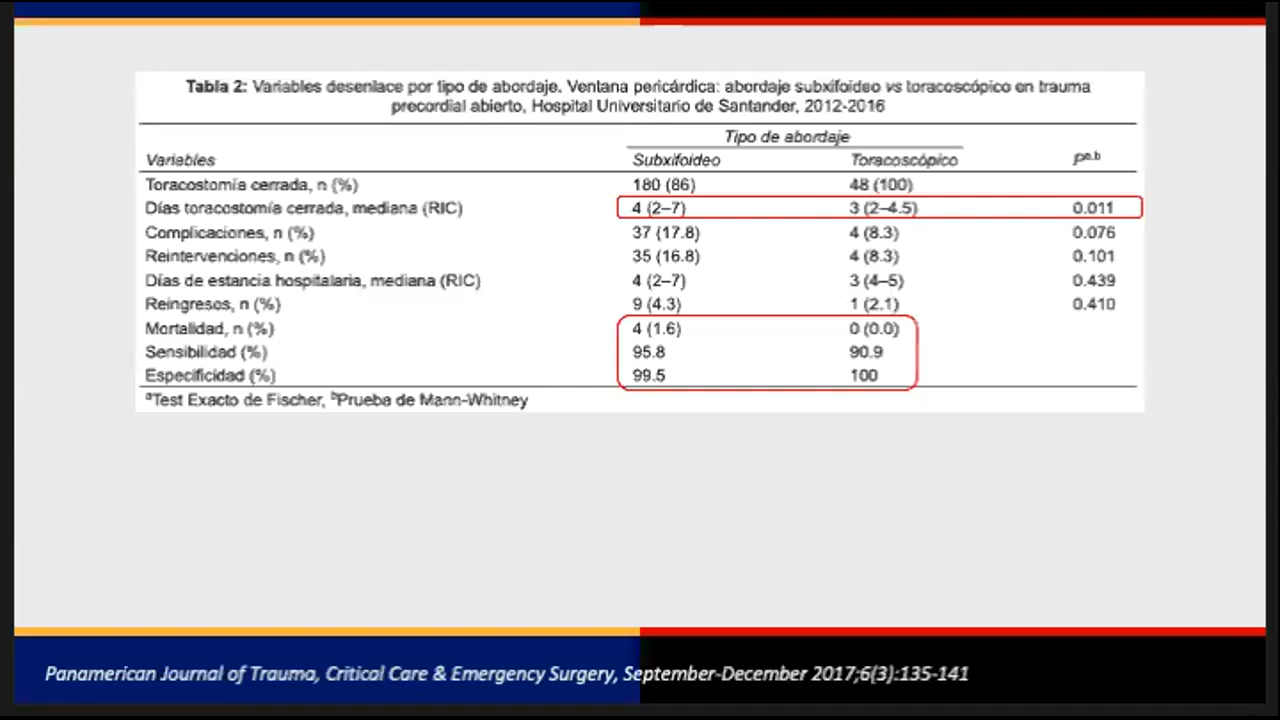 Tabla 2: Variables desenlace por tipo de abordaje. Ventana pericárdica: abordaje subxifoideo vs toracoscópico en trauma
precordial abierto, Hospital Universitario de Santander, 2012-2016
Tipo de abordaje
Variables Subxifoideo Toracoscópico Pa,b
Toracostomía cerrada, n (%) 180 (86) 48 (100)
Días toracostomía cerrada, mediana (RIC) 4 (2–7) 3 (2–4.5) 0.011
Complicaciones, n (%) 37 (17.8) 4 (8.3) 0.076
Reintervenciones, n (%) 35 (16.8) 4 (8.3) 0.101
Días de estancia hospitalaria, mediana (RIC) 4 (2–7) 3 (4–5) 0.439
Reingresos, n (%) 9 (4.3) 1 (2.1) 0.410
Mortalidad, n (%) 4 (1.6) 0 (0.0)
Sensibilidad (%) 95.8 90.9
Especificidad (%) 99.5 100
aTest Exacto de Fischer, bPrueba de Mann-Whitney
Panamerican Journal of Trauma, Critical Care & Emergency Surgery, September-December 2017;6(3):135-141